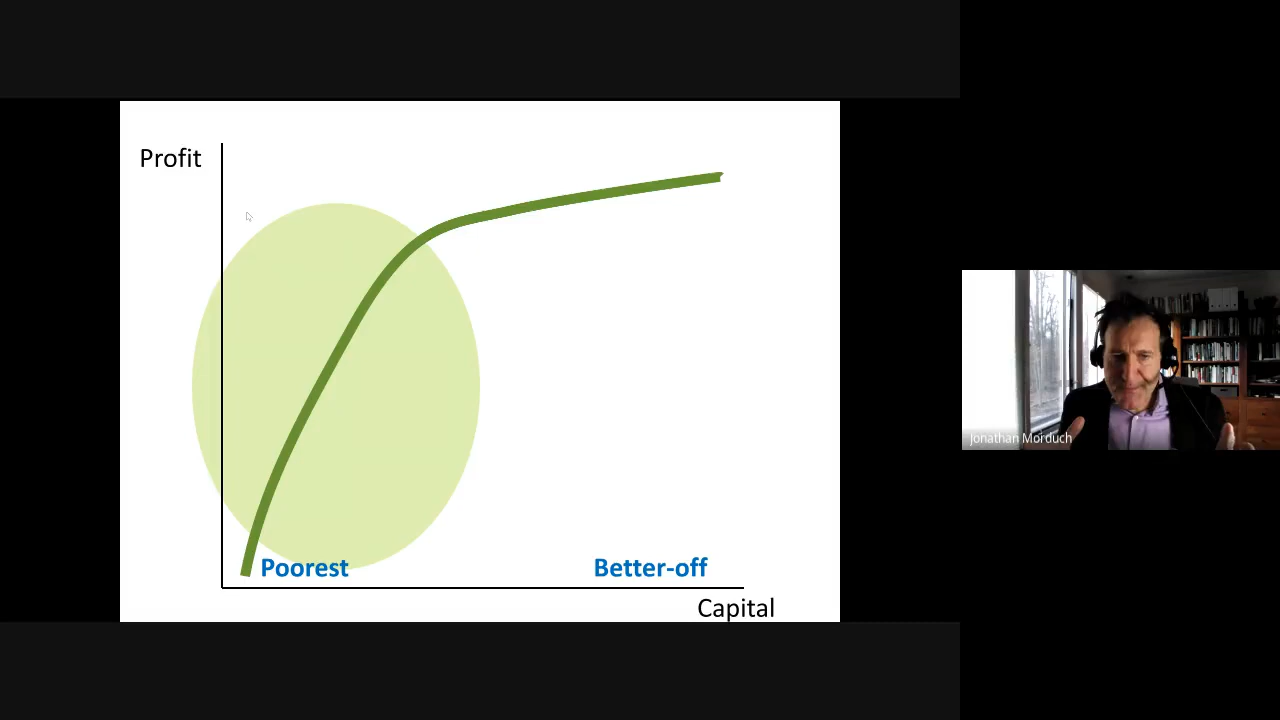 Profit
Poorest
Better-off
Capital
Jonathan Morduch